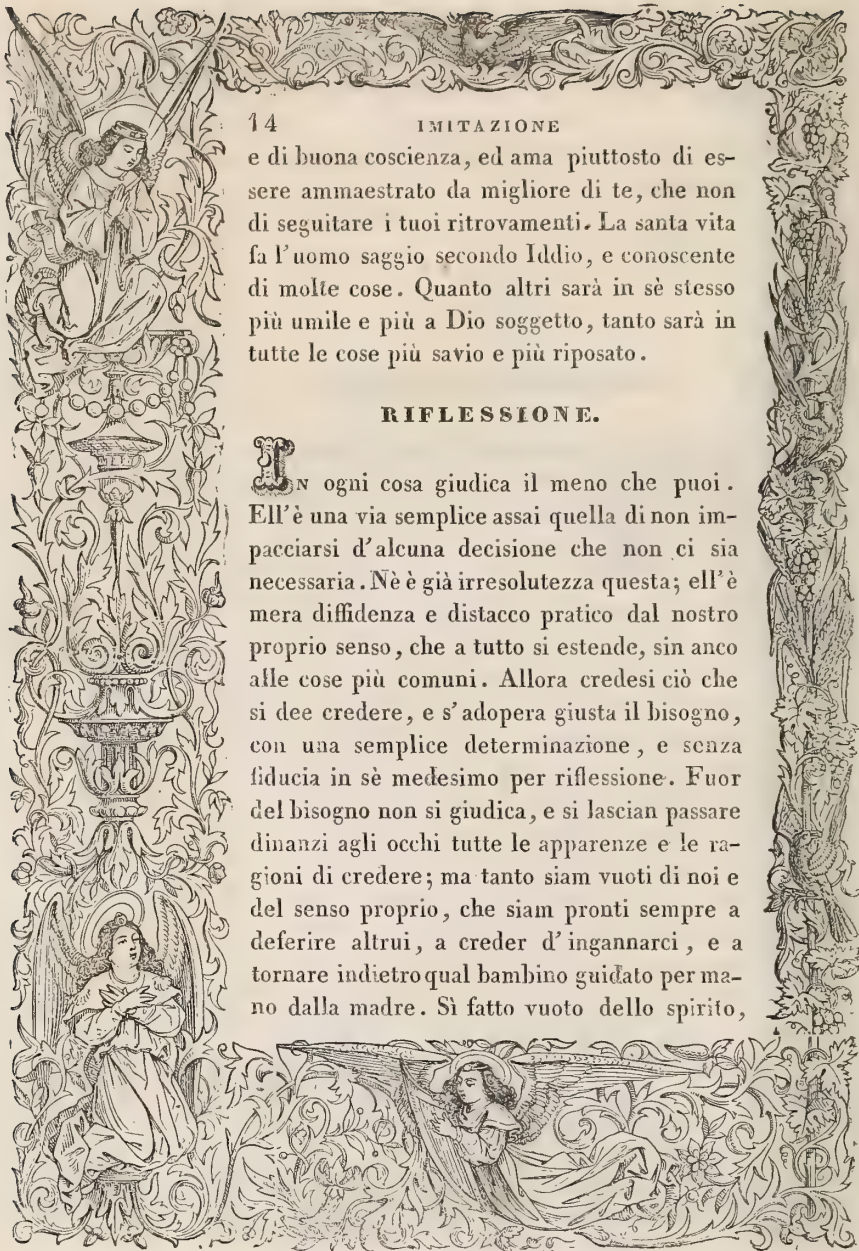 14 IMITAZIONE
e di buona coscienza, ed ama piuttosto di es-
sere ammaestrato da migliore di te, che non
di seguitare i tuoi ritrovamenti. La santa vita
fa l'uomo saggio secondo Iddio, e conoscente
di molte cose. Quanto altri sarà in sè stesso
più umile e più a Dio soggetto, tanto sarà in
tutte le cose più savio e più riposato.
RIFLESSIONE.
IN ogni cosa giudica il meno che puoi.
Ell'è una via semplice assai quella di non im-
pacciarsi d'alcuna decisione che non ci sia
necessaria. Nè è già irresolutezza questa; ell'è
mera diffidenza e distacco pratico dal nostro
proprio senso, che a tutto si estende, sin anco
alle cose più comuni. Allora credesi ciò che
si dee credere, e s'adopera giusta il bisogno,
con una semplice determinazione, e senza
fiducia in sè medesimo per riflessione. Fuor
del bisogno non si giudica, e si lascian passare
dinanzi agli occhi tutte le apparenze e le ra-
gioni di credere; ma tanto siam vuoti di noi e
del senso proprio, che siam pronti sempre a
deferire altrui, a creder d'ingannarci, e a
tornare indietro qual bambino guidato per ma-
no dalla madre. Sì fatto vuoto dello spirito,